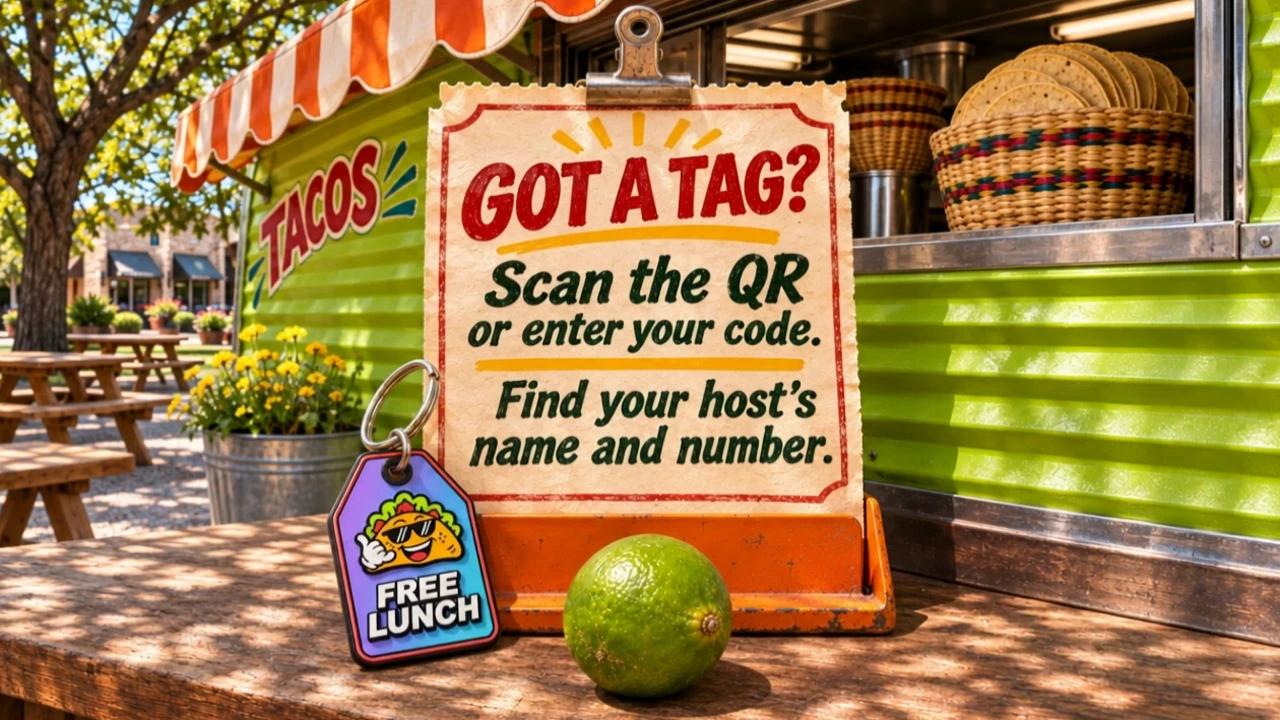 TACOS
GOT A TAG?
Scan the QR
or enter your code.
Find your host's
name and number.
FREE
LUNCH